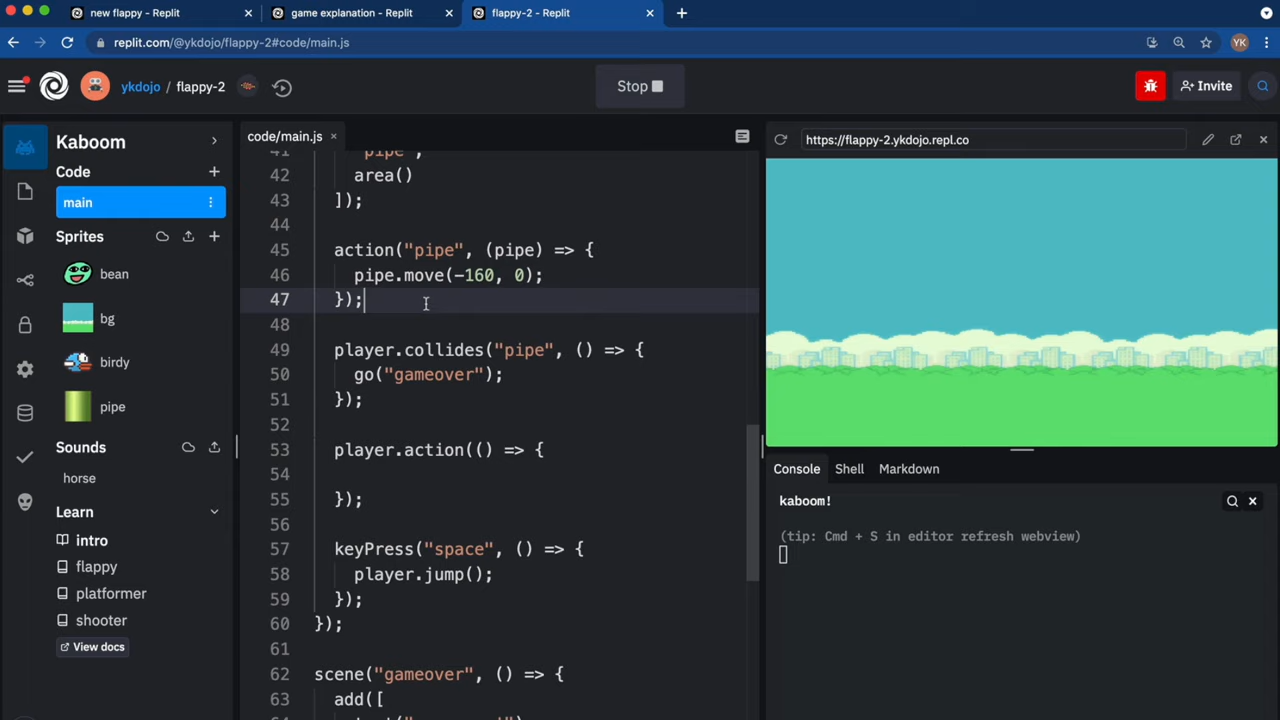 new flappy - Replit
game explanation - Replit
flappy-2 - Replit
replit.com/@ykdojo/flappy-2#code/main.js
YK
ykdojo / flappy-2
Stop
Invite
Kaboom
Code
main
Sprites
bean
bg
birdy
pipe
Sounds
horse
Learn
intro
flappy
platformer
shooter
View docs
code/main.js
41 "pipe",
42 area()
43 ]);
44
45 action("pipe", (pipe) => {
46 pipe.move(-160, 0);
47 });
48
49 player.collides("pipe", () => {
50 go("gameover");
51 });
52
53 player.action(() => {
54
55 });
56
57 keyPress("space", () => {
58 player.jump();
59 });
60 });
61
62 scene("gameover", () => {
63 add([
https://flappy-2.ykdojo.repl.co
Console
Shell
Markdown
kaboom!
(tip: Cmd + S in editor refresh webview)